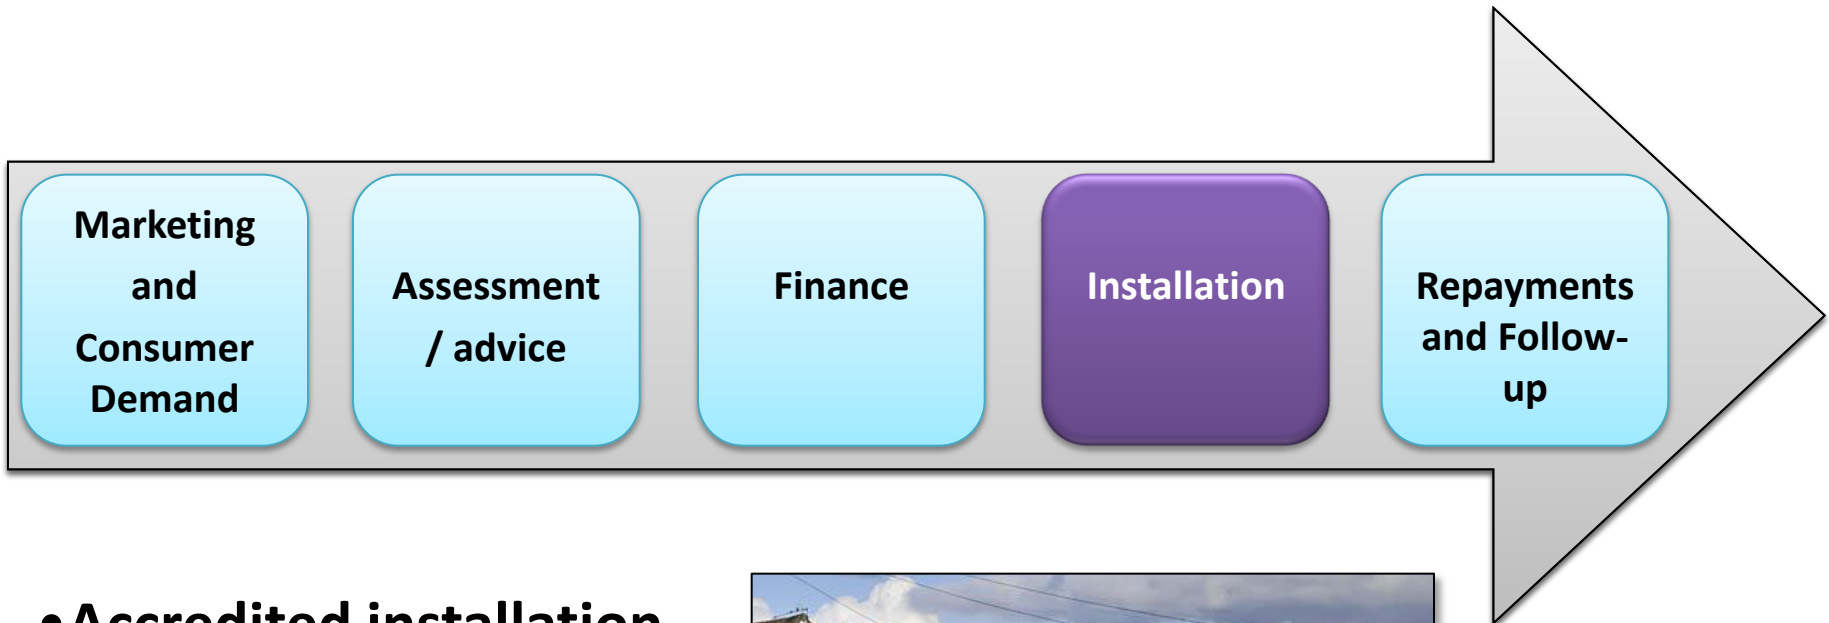 Marketing
and
Consumer
Demand
Assessment
/ advice
Finance
Installation
Repayments
and Follow-
up
•Accredited installation